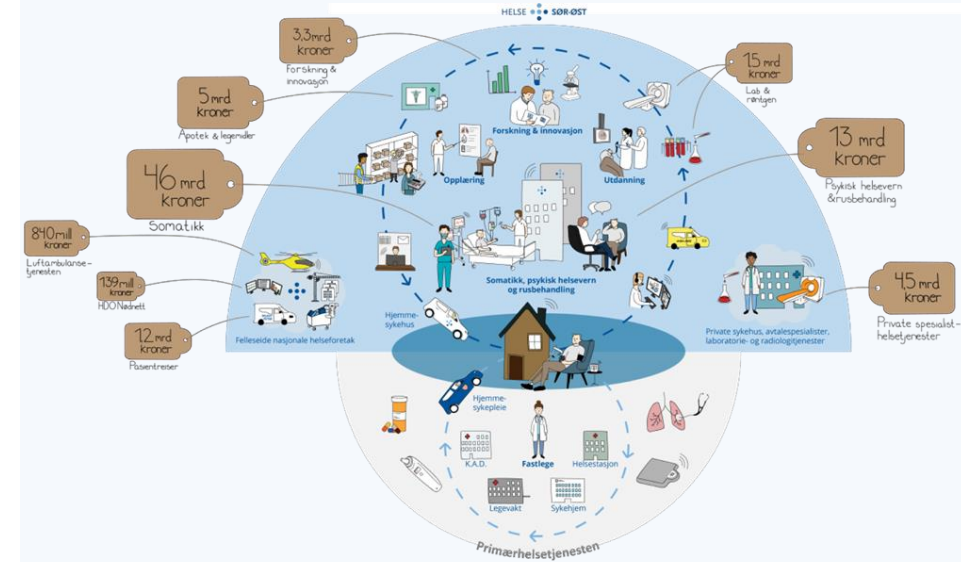 HELSE SØR-ØST
3,3 mrd
kroner
Forskning &
innovasjon
1.5 mrd
kroner
Lab &
røntgen
5 mrd
kroner
Apotek & legemidler
Forskning & innovasjon
13 mrd
kroner
Psykisk helsevern
& rusbehandling
46 mrd
kroner
Somatikk
Opplæring
Utdanning
840 mill
kroner
Luftambulanse-
tjenesten
139 mill
kroner
HDO Nødnett
1.2 mrd
kroner
Pasientreiser
Somatikk, psykisk helsevern
og rusbehandling
4,5 mrd
kroner
Private spesialist-
helsetjenester
Hjemme-
sykehus
Felleseide nasjonale helseforetak
Private sykehus, avtalespesialister,
laboratorie- og radiologitjenester
Hjemme-
sykepleie
K.A.D.
Fastlege
Helsestasjon
Legevakt
Sykehjem
Primærhelsetjenesten